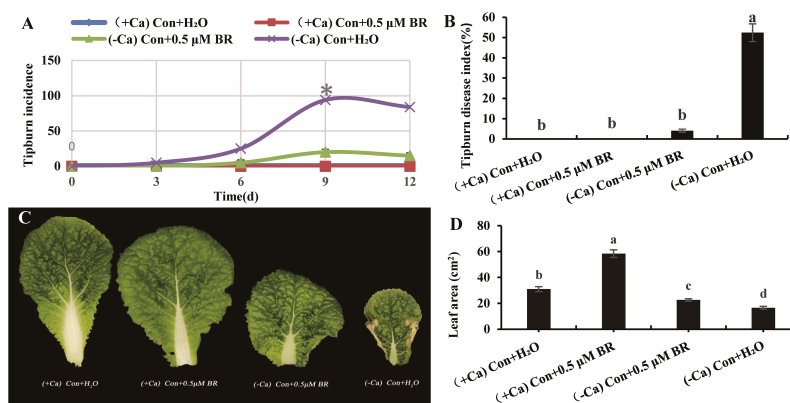 A
(+Ca) Con+H₂O
(+Ca) Con+0.5 μM BR
(-Ca) Con+0.5 μM BR
(-Ca) Con+H₂O
Tipburn incidence
150
100
50
0
0
*
0
3
6
9
12
Time(d)
B
Tipburn disease index(%)
60
50
40
30
20
10
0
b
b
b
a
(+Ca) Con+H₂O
(+Ca) Con+0.5 μM BR
(-Ca) Con+0.5 μM BR
(-Ca) Con+H₂O
C
(+Ca) Con+H₂O
(+Ca) Con+0.5μM BR
(-Ca) Con+0.5μM BR
(-Ca) Con+H₂O
D
Leaf area (cm²)
80
60
40
20
0
b
a
c
d
(+Ca) Con+H₂O
(+Ca) Con+0.5 μM BR
(-Ca) Con+0.5 μM BR
(-Ca) Con+H₂O